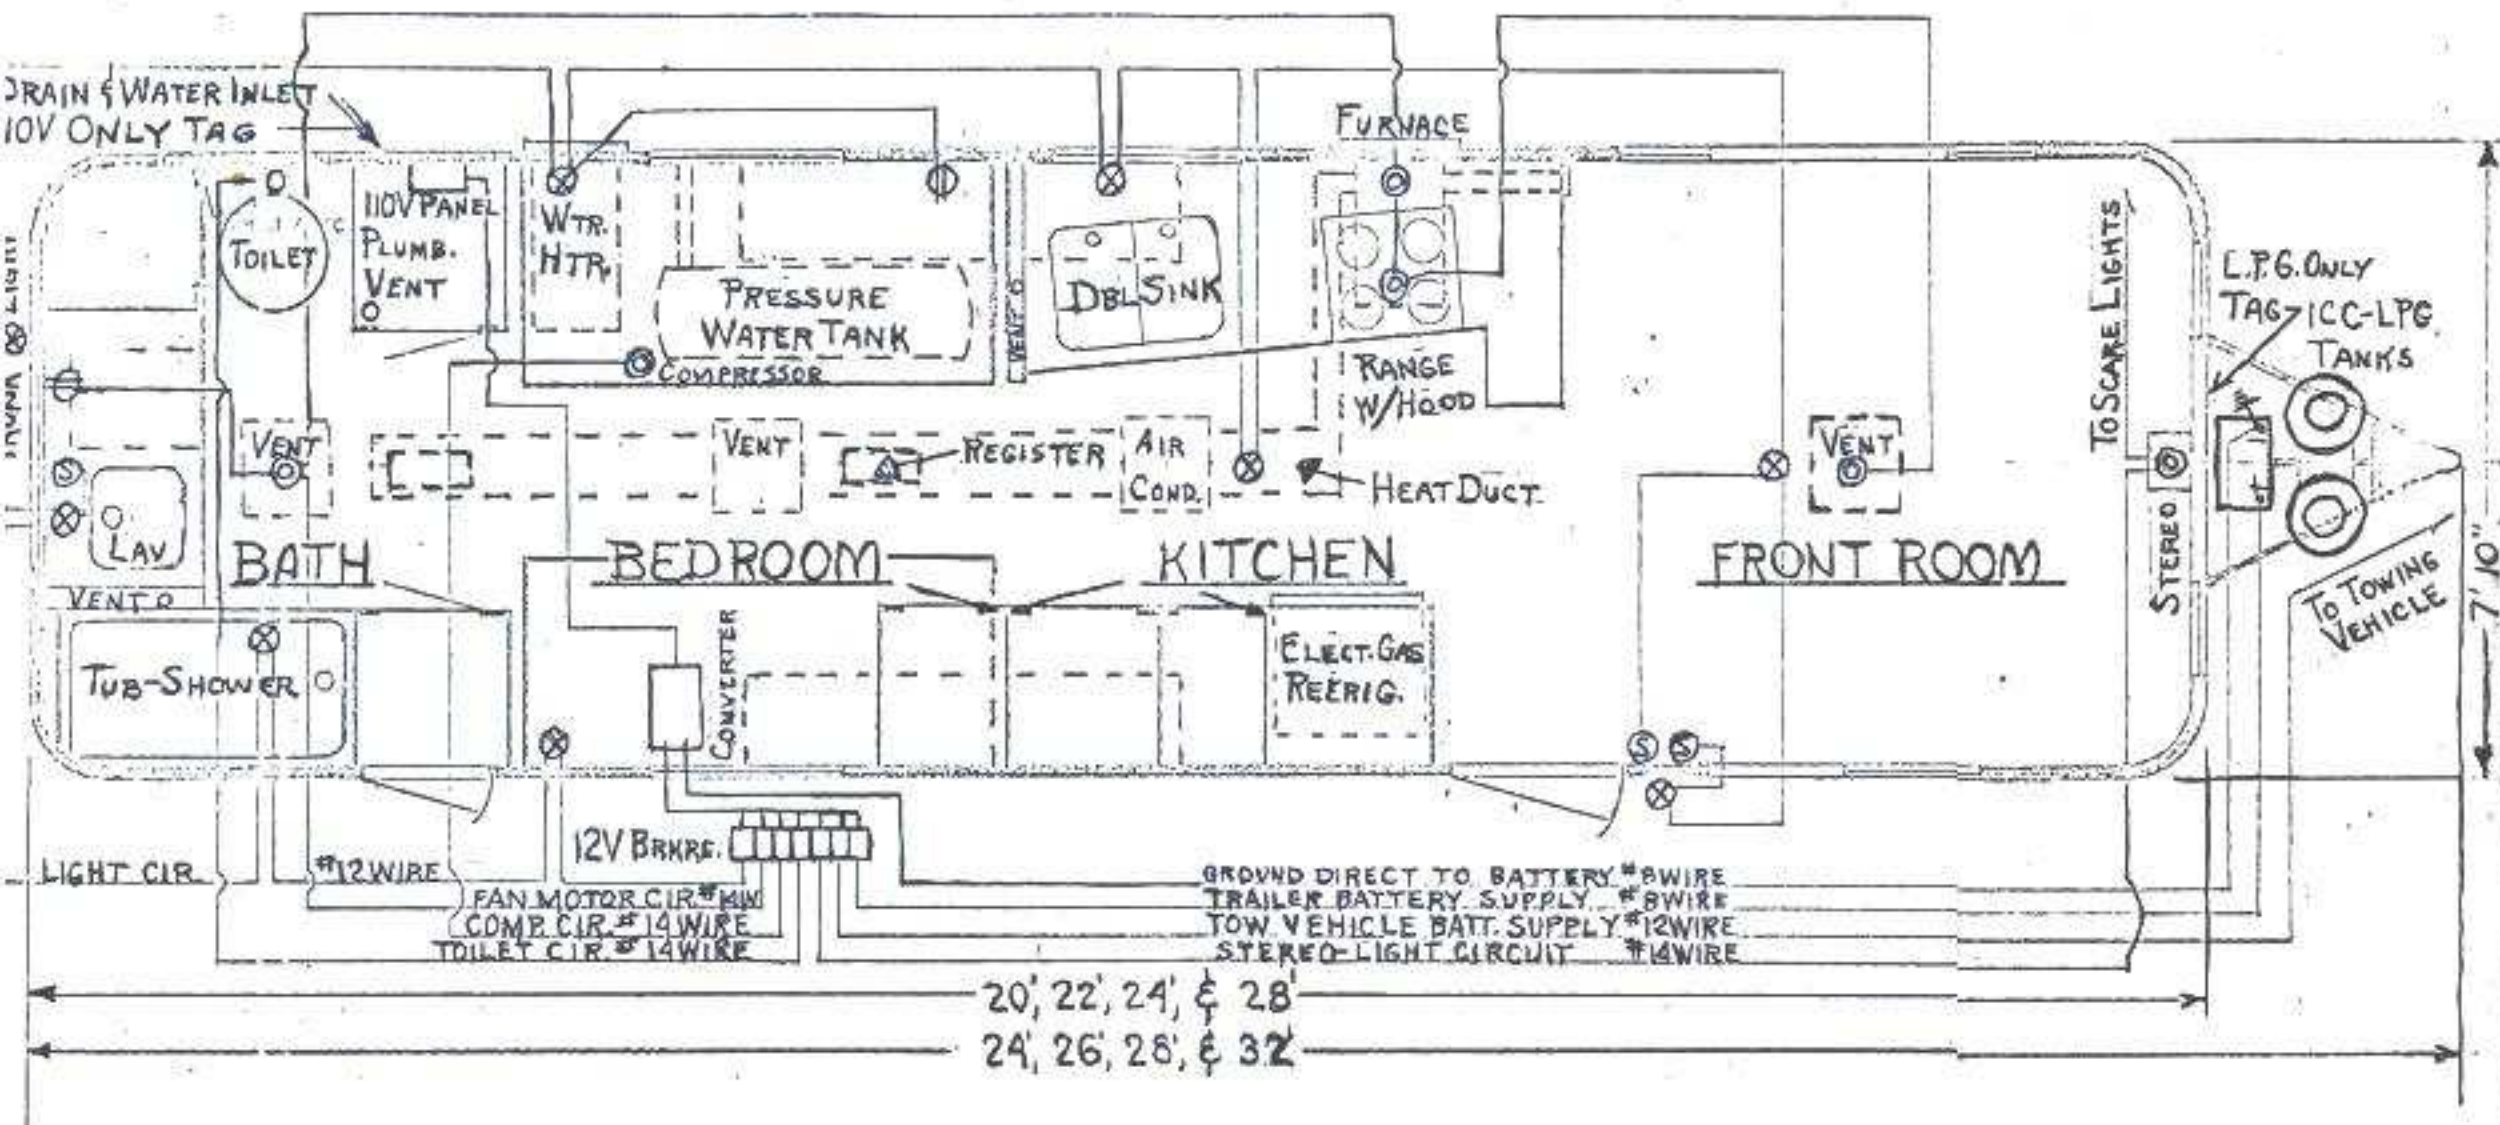 DRAIN & WATER INLET
10V ONLY TAG
FURNACE
110V PANEL
PLUMB.
VENT
TOILET
WTR.
HTR.
PRESSURE
WATER TANK
COMPRESSOR
VENT
DBL SINK
RANGE
W/HOOD
TO SCARE LIGHTS
L.P.G. ONLY
TAG
ICC-LPG
TANKS
LIGHT
S
LAV
VENT
VENT
VENT
REGISTER
AIR
COND.
HEAT DUCT
VENT
STEREO
BATH
BEDROOM
KITCHEN
FRONT ROOM
TO TOWING
VEHICLE
7' 10"
TUB-SHOWER
CONVERTER
ELECT. GAS
REFRIG.
S S
12V BRKRS.
LIGHT CIR. #12 WIRE
FAN MOTOR CIR. #14W
COMP. CIR. # 14 WIRE
TOILET CIR. # 14 WIRE
GROUND DIRECT TO BATTERY #8 WIRE
TRAILER BATTERY SUPPLY #8 WIRE
TOW VEHICLE BATT. SUPPLY #12 WIRE
STEREO-LIGHT CIRCUIT #14 WIRE
20', 22', 24', & 28'
24', 26', 28', & 32'